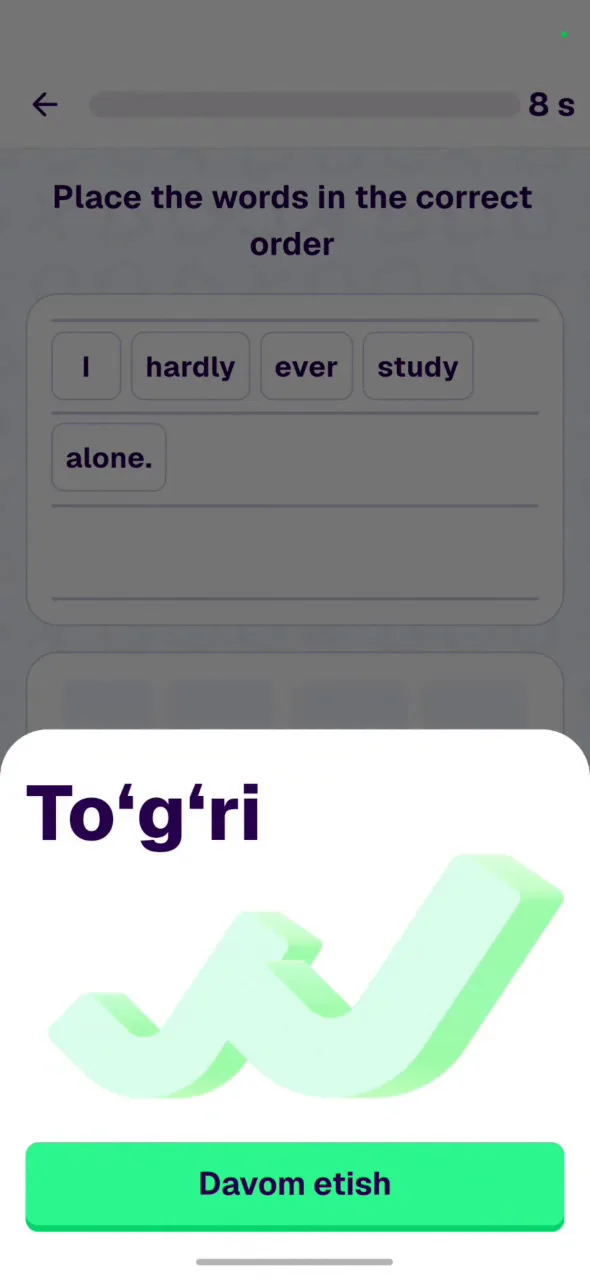 8 s
Place the words in the correct
order
I hardly ever study
alone.
To‘g‘ri
Davom etish